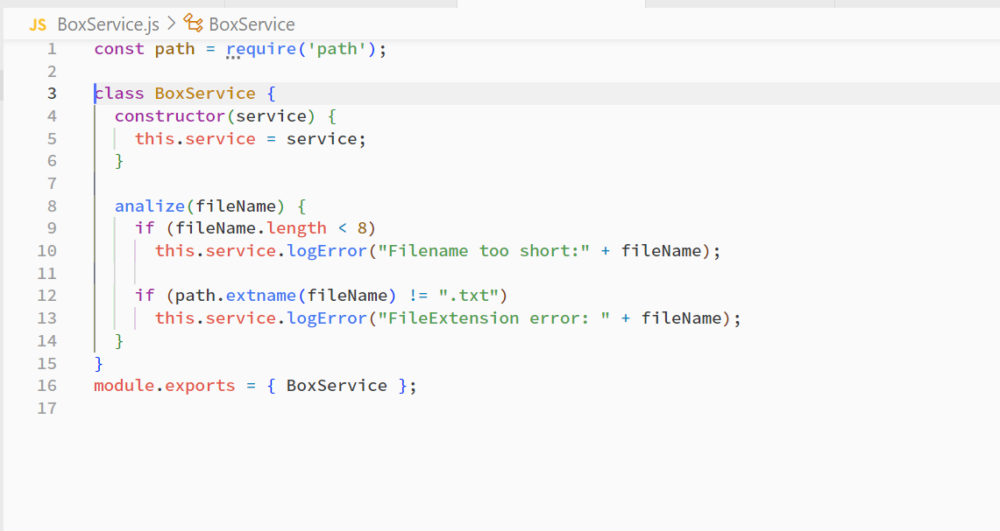 JS BoxService.js > BoxService
1 const path = require('path');
2
3 class BoxService {
4 constructor(service) {
5 this.service = service;
6 }
7
8 analize(fileName) {
9 if (fileName.length < 8)
10 this.service.logError("Filename too short:" + fileName);
11
12 if (path.extname(fileName) != ".txt")
13 this.service.logError("FileExtension error: " + fileName);
14 }
15 }
16 module.exports = { BoxService };
17